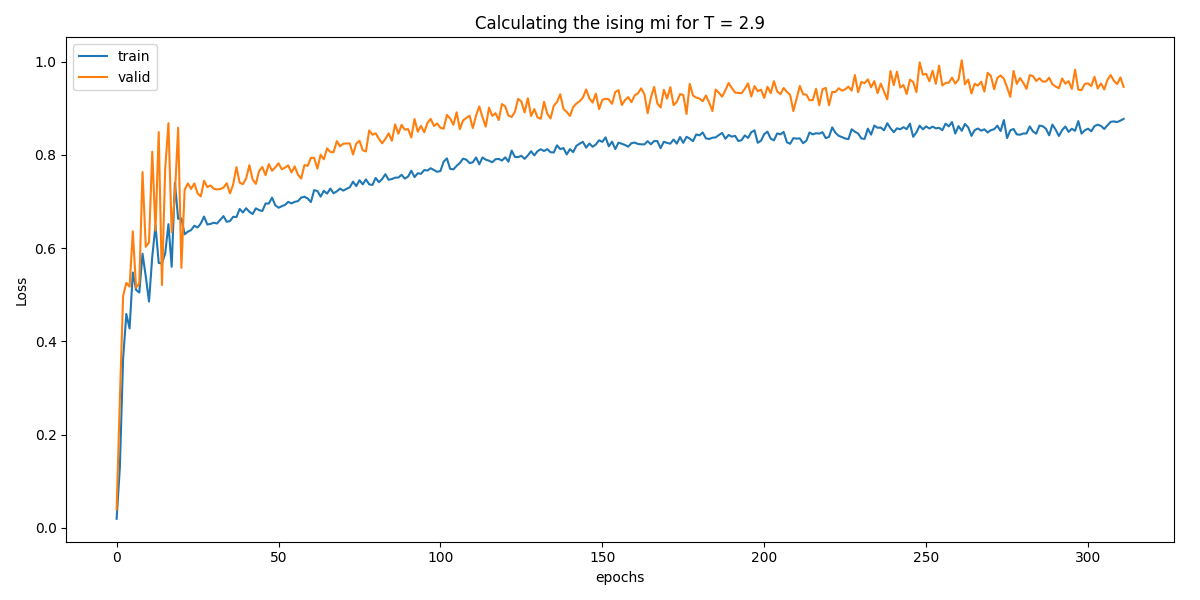 Calculating the ising mi for T = 2.9
train
valid
1.0
0.8
0.6
0.4
0.2
0.0
Loss
0 50 100 150 200 250 300
epochs